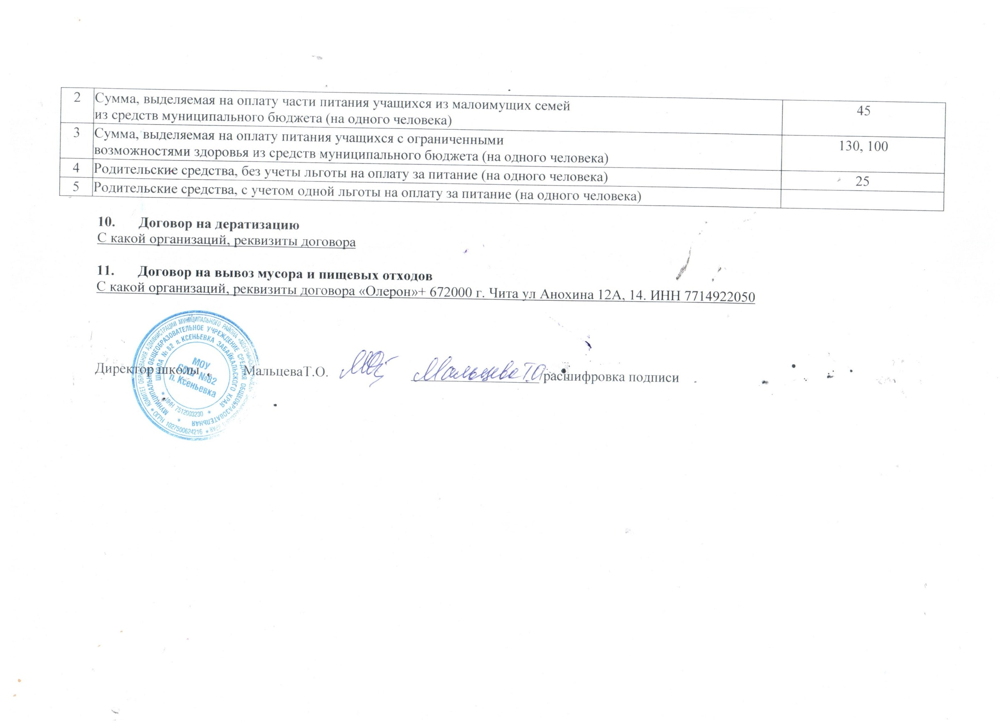 2 Сумма, выделяемая на оплату части питания учащихся из малоимущих семей 45
из средств муниципального бюджета (на одного человека)
3 Сумма, выделяемая на оплату питания учащихся с ограниченными 130, 100
возможностями здоровья из средств муниципального бюджета (на одного человека)
4 Родительские средства, без учеты льготы на оплату за питание (на одного человека) 25
5 Родительские средства, с учетом одной льготы на оплату за питание (на одного человека)
10. Договор на дератизацию
С какой организаций, реквизиты договора
11. Договор на вывоз мусора и пищевых отходов
С какой организаций, реквизиты договора «Олерон»+ 672000 г. Чита ул Анохина 12А, 14. ИНН 7714922050
Директор школы МальцеваТ.О. Мальцева Т.О /расшифровка подписи
КОМИТЕТ ОБРАЗОВАНИЯ АДМИНИСТРАЦИИ МУНИЦИПАЛЬНОГО РАЙОНА
* ОГРН 1027500624216 *
МУНИЦИПАЛЬНОЕ ОБЩЕОБРАЗОВАТЕЛЬНОЕ УЧРЕЖДЕНИЕ СРЕДНЯЯ ОБЩЕОБРАЗОВАТЕЛЬНАЯ
ШКОЛА № 82 п. КСЕНЬЕВКА ЗАБАЙКАЛЬСКОГО КРАЯ
* ИНН 7512003230 *
МОУ
СОШ №82
п. Ксеньевка